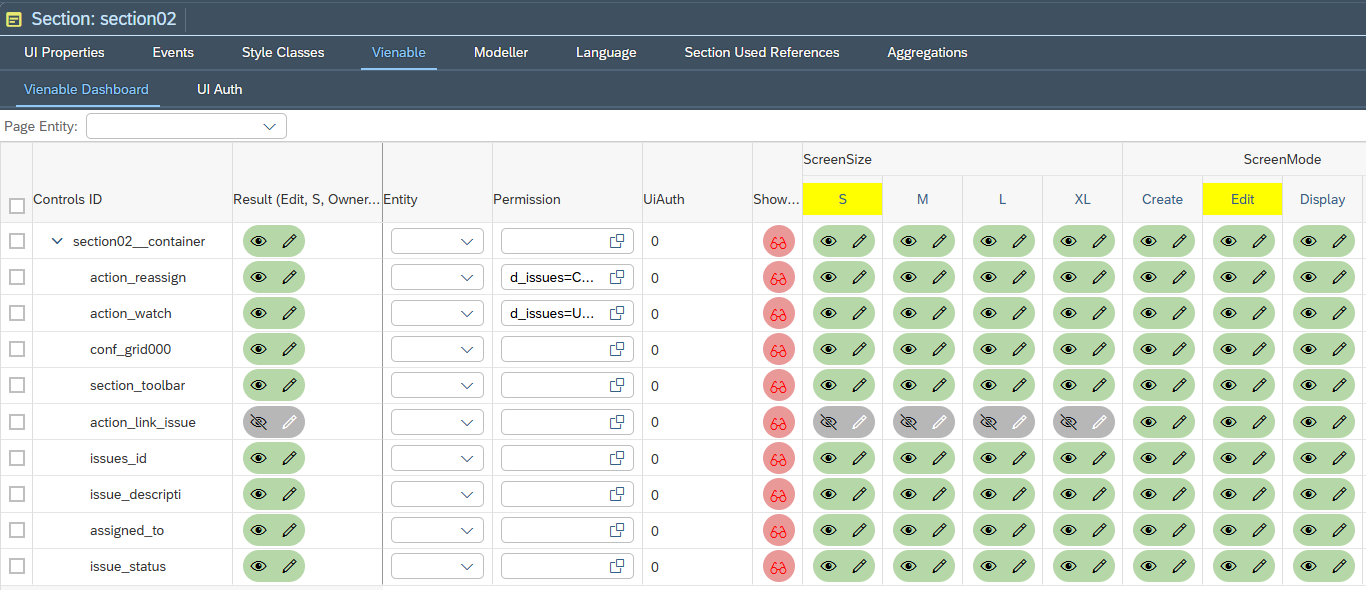 Section: section02
UI Properties Events Style Classes Vienable Modeller Language Section Used References Aggregations
Vienable Dashboard UI Auth
Page Entity:
ScreenSize ScreenMode
Controls ID Result (Edit, S, Owner... Entity Permission UiAuth Show... S M L XL Create Edit Display
section02__container 0
action_reassign d_issues=C... 0
action_watch d_issues=U... 0
conf_grid000 0
section_toolbar 0
action_link_issue 0
issues_id 0
issue_descripti 0
assigned_to 0
issue_status 0